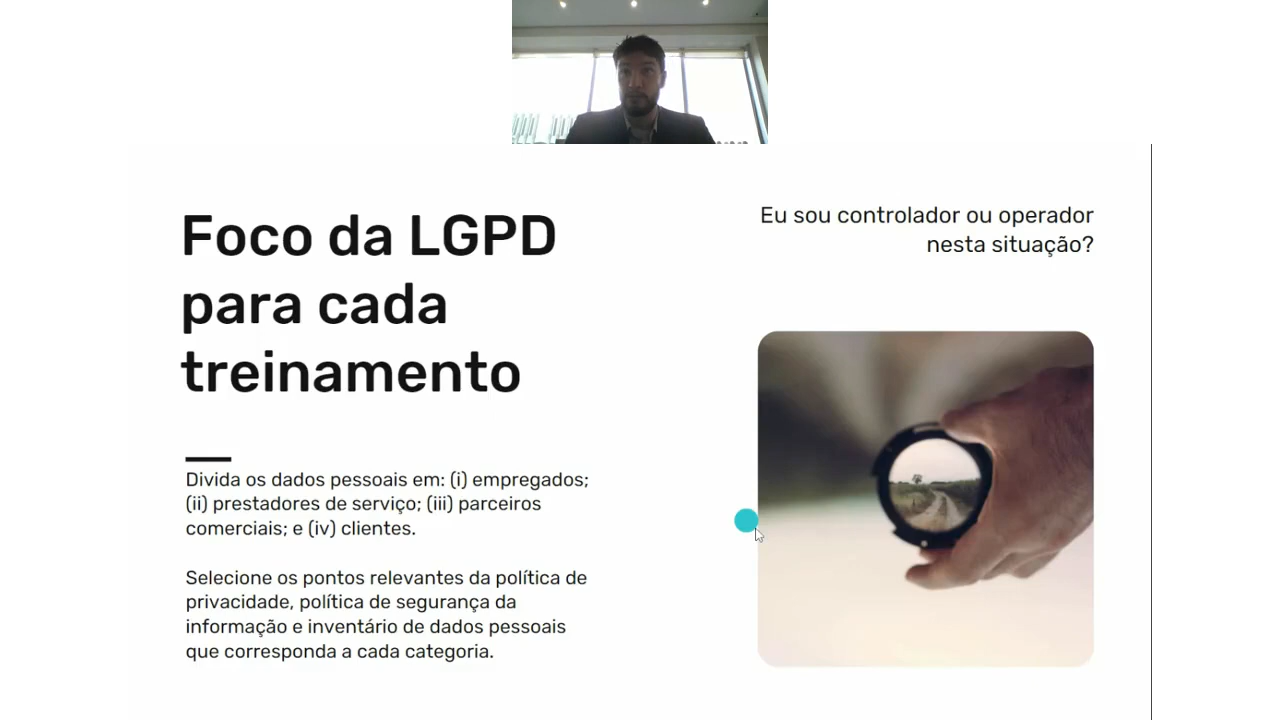 Foco da LGPD
para cada
treinamento
Eu sou controlador ou operador
nesta situação?
Divida os dados pessoais em: (i) empregados;
(ii) prestadores de serviço; (iii) parceiros
comerciais; e (iv) clientes.
Selecione os pontos relevantes da política de
privacidade, política de segurança da
informação e inventário de dados pessoais
que corresponda a cada categoria.